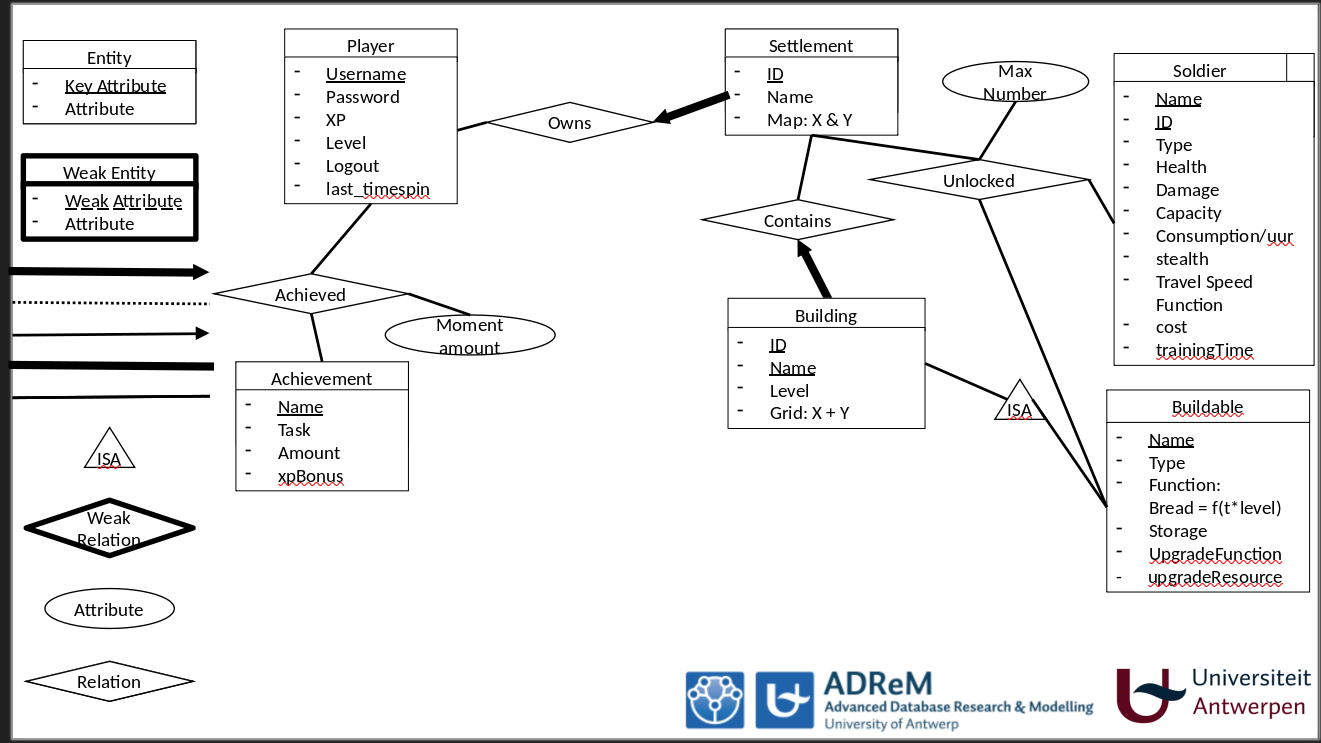 Entity
- Key Attribute
- Attribute
Weak Entity
- Weak Attribute
- Attribute
ISA
Weak
Relation
Attribute
Relation
Player
- Username
- Password
- XP
- Level
- Logout
- last_timespin
Owns
Achieved
Moment
amount
Achievement
- Name
- Task
- Amount
- xpBonus
Settlement
- ID
- Name
- Map: X & Y
Contains
Building
- ID
- Name
- Level
- Grid: X + Y
Max
Number
Unlocked
ISA
Soldier
- Name
- ID
- Type
- Health
- Damage
- Capacity
- Consumption/uur
- stealth
- Travel Speed
Function
- cost
- trainingTime
Buildable
- Name
- Type
- Function:
Bread = f(t*level)
- Storage
- UpgradeFunction
- upgradeResource
ADReM
Advanced Database Research & Modelling
University of Antwerp
Universiteit
Antwerpen